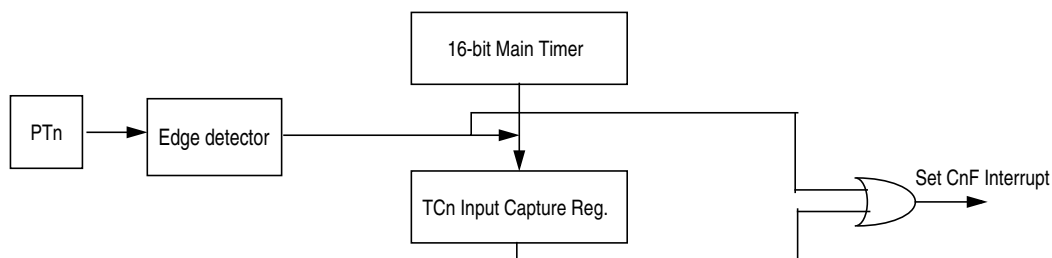 16-bit Main Timer
PTn
Edge detector
TCn Input Capture Reg.
Set CnF Interrupt